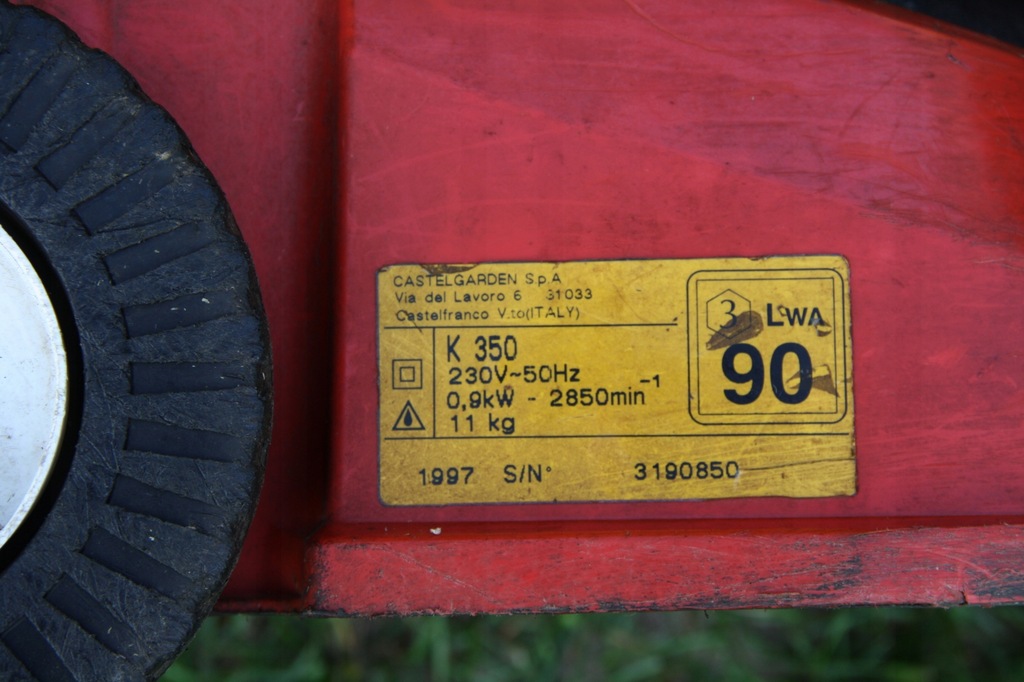 CASTELGARDEN S.p.A
Via del Lavoro 6 31033
Castelfranco V.to(ITALY)
K 350
230V~50Hz
0,9kW - 2850min⁻¹
11 kg
3 LWA
90
1997 S/N° 3190850